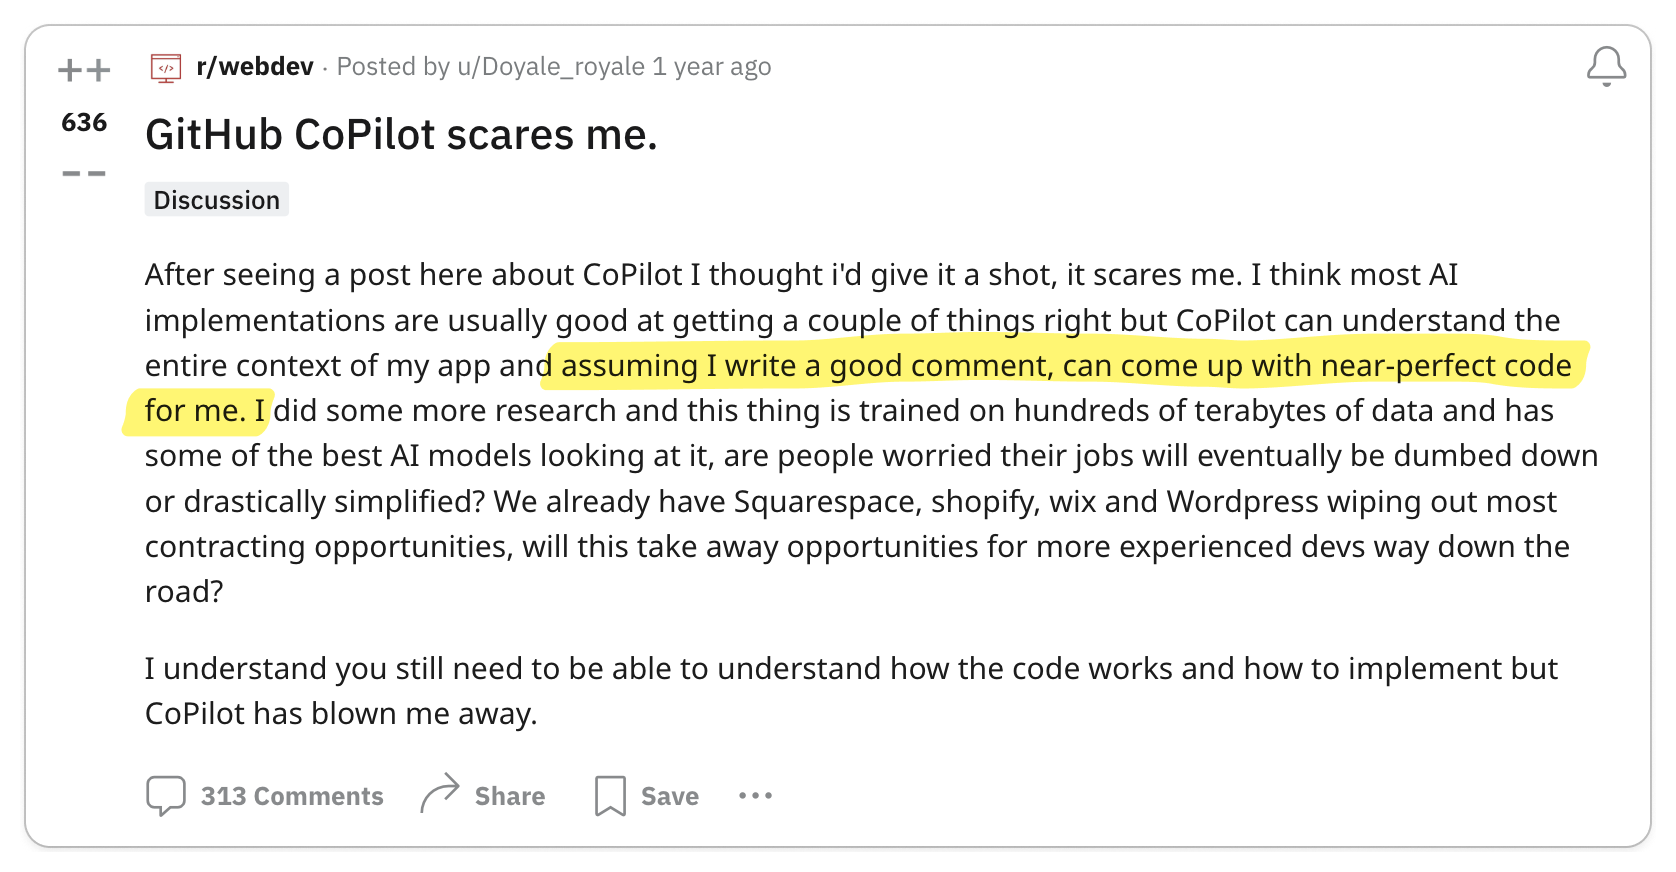 r/webdev · Posted by u/Doyale_royale 1 year ago
++
636
--
GitHub CoPilot scares me.
Discussion
After seeing a post here about CoPilot I thought i'd give it a shot, it scares me. I think most AI
implementations are usually good at getting a couple of things right but CoPilot can understand the
entire context of my app and assuming I write a good comment, can come up with near-perfect code
for me. I did some more research and this thing is trained on hundreds of terabytes of data and has
some of the best AI models looking at it, are people worried their jobs will eventually be dumbed down
or drastically simplified? We already have Squarespace, shopify, wix and Wordpress wiping out most
contracting opportunities, will this take away opportunities for more experienced devs way down the
road?
I understand you still need to be able to understand how the code works and how to implement but
CoPilot has blown me away.
313 Comments Share Save ···